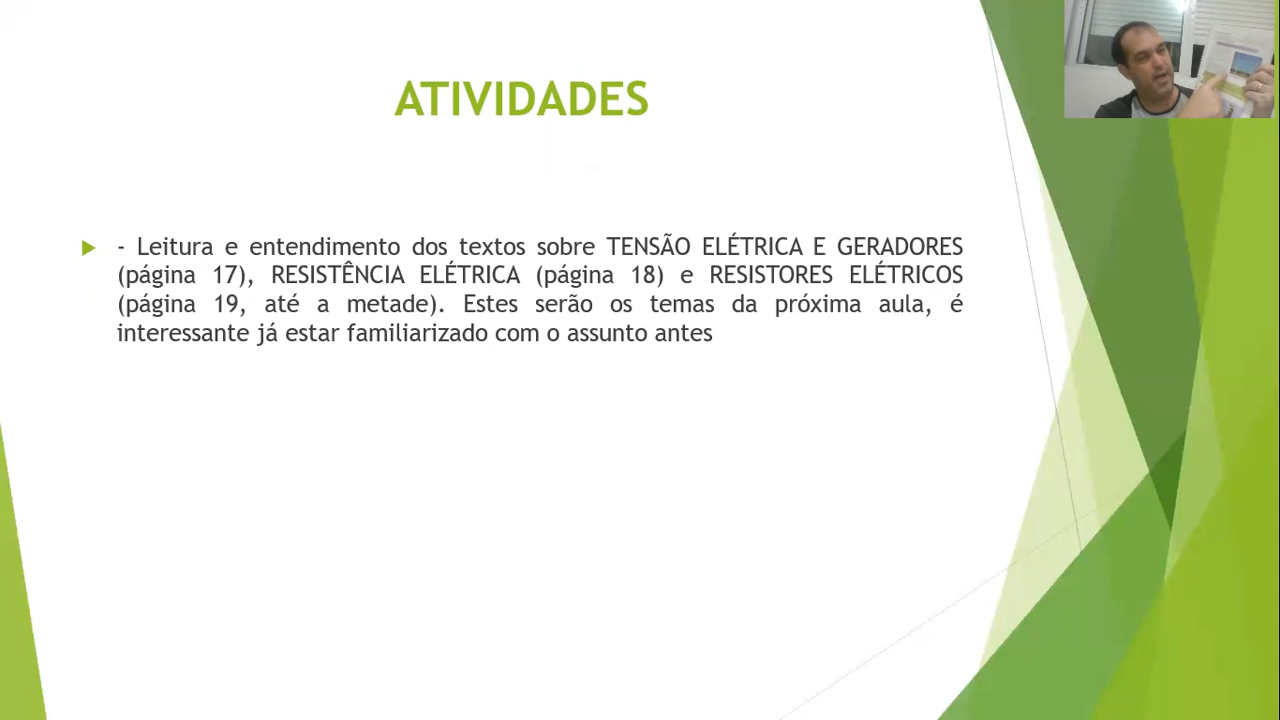 ATIVIDADES
- Leitura e entendimento dos textos sobre TENSÃO ELÉTRICA E GERADORES
(página 17), RESISTÊNCIA ELÉTRICA (página 18) e RESISTORES ELÉTRICOS
(página 19, até a metade). Estes serão os temas da próxima aula, é
interessante já estar familiarizado com o assunto antes